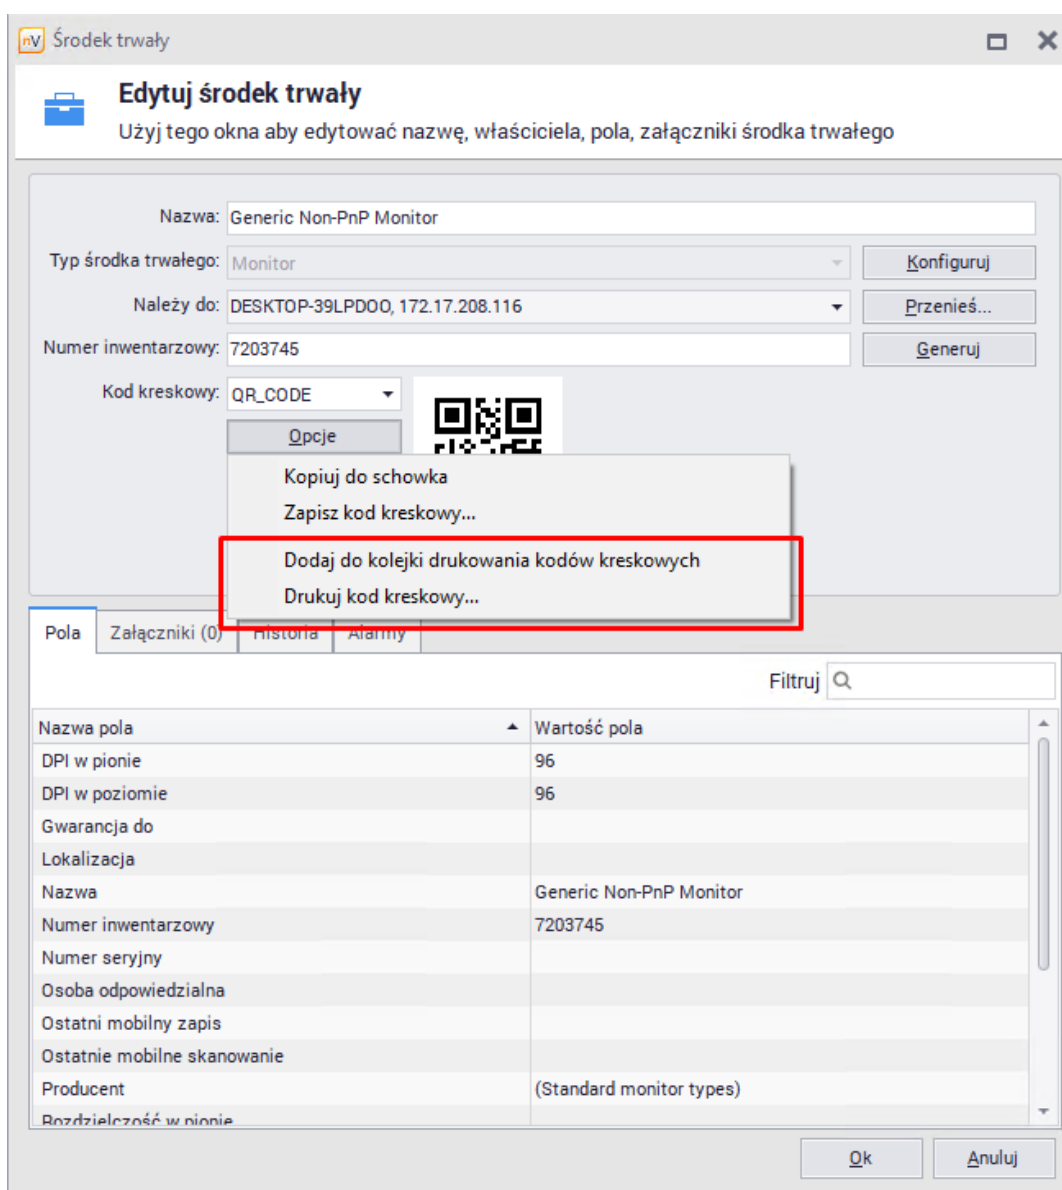 nV Środek trwały
Edytuj środek trwały
Użyj tego okna aby edytować nazwę, właściciela, pola, załączniki środka trwałego
Nazwa: Generic Non-PnP Monitor
Typ środka trwałego: Monitor Konfiguruj
Należy do: DESKTOP-39LPDOO, 172.17.208.116 Przenieś...
Numer inwentarzowy: 7203745 Generuj
Kod kreskowy: QR_CODE
Opcje
Kopiuj do schowka
Zapisz kod kreskowy...
Dodaj do kolejki drukowania kodów kreskowych
Drukuj kod kreskowy...
Pola Załączniki (0) Historia Alarmy
Filtruj
Nazwa pola Wartość pola
DPI w pionie 96
DPI w poziomie 96
Gwarancja do
Lokalizacja
Nazwa Generic Non-PnP Monitor
Numer inwentarzowy 7203745
Numer seryjny
Osoba odpowiedzialna
Ostatni mobilny zapis
Ostatnie mobilne skanowanie
Producent (Standard monitor types)
Rozdzielczość w pionie
Ok Anuluj